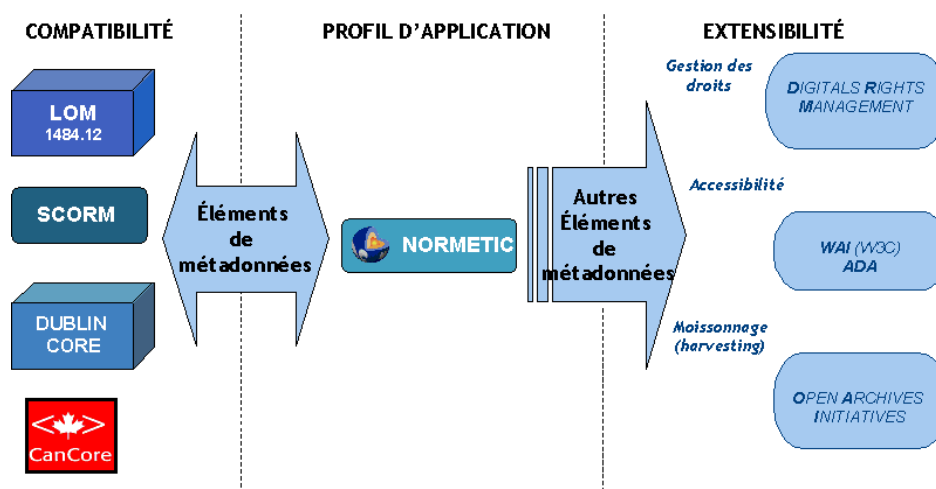 COMPATIBILITÉ
LOM
1484.12
SCORM
DUBLIN
CORE
<🍁>
CanCore
Éléments
de
métadonnées
PROFIL D'APPLICATION
NORMETIC
EXTENSIBILITÉ
Autres
Éléments
de
métadonnées
Gestion des
droits
DIGITALS RIGHTS
MANAGEMENT
Accessibilité
WAI (W3C)
ADA
Moissonnage
(harvesting)
OPEN ARCHIVES
INITIATIVES